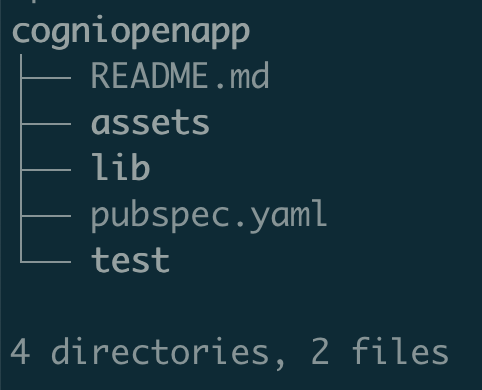 cogniopenapp
├── README.md
├── assets
├── lib
├── pubspec.yaml
└── test
4 directories, 2 files